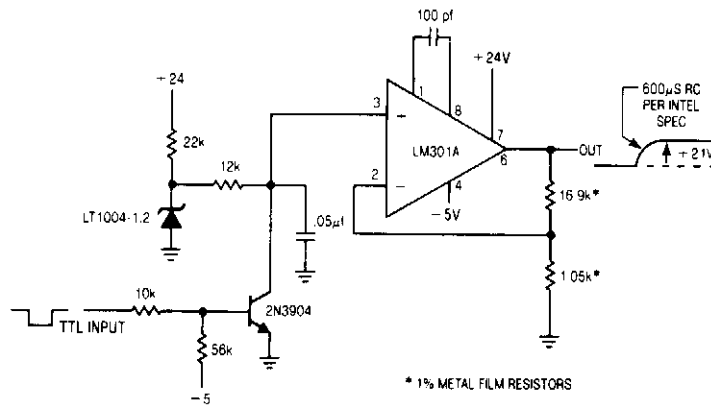 100 pf
+24
+24V
600µS RC
PER INTEL
SPEC
1
3
8
+
22k
7
LM301A
6
OUT
+21V
12k
2
−
4
−5V
16 9k*
LT1004-1.2
.05µf
10k
2N3904
1 05k*
TTL INPUT
56k
−5
* 1% METAL FILM RESISTORS